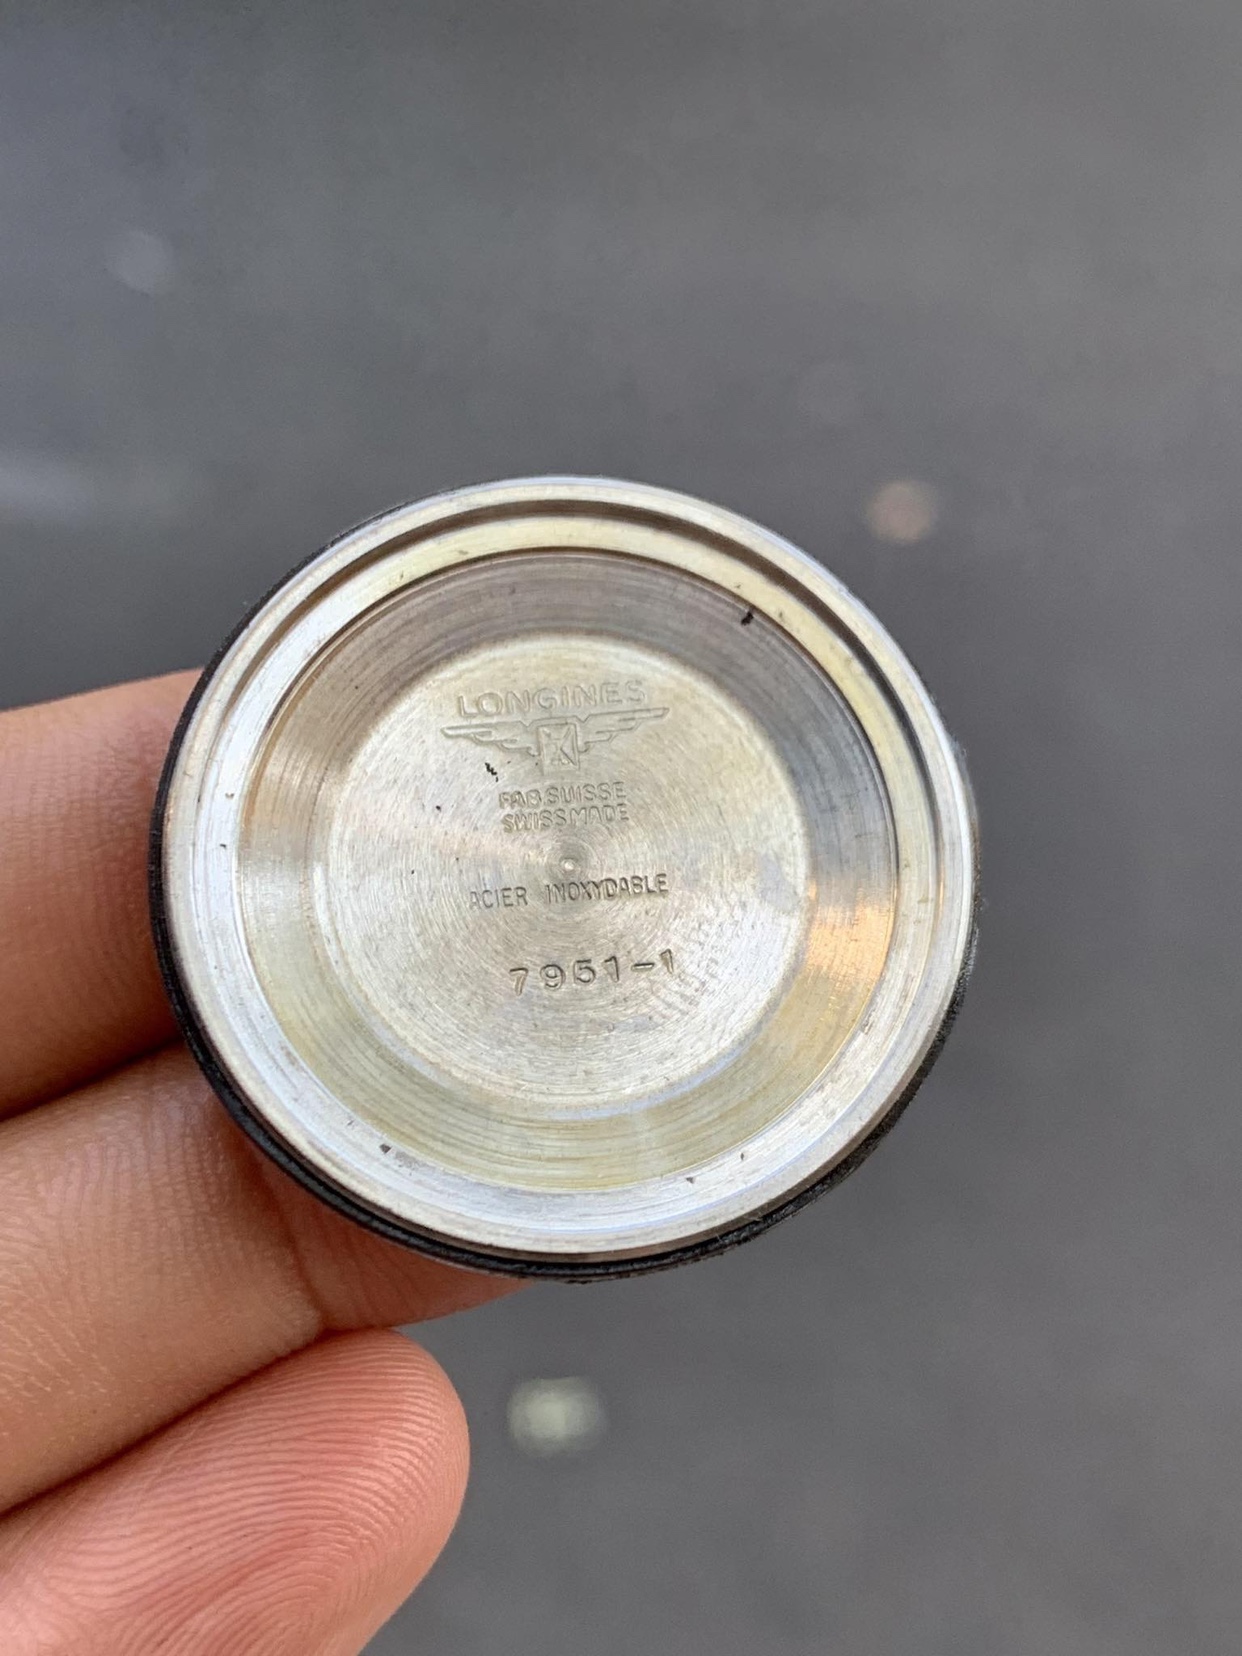 LONGINES
FAB SUISSE
SWISS MADE
ACIER INOXYDABLE
7951-1